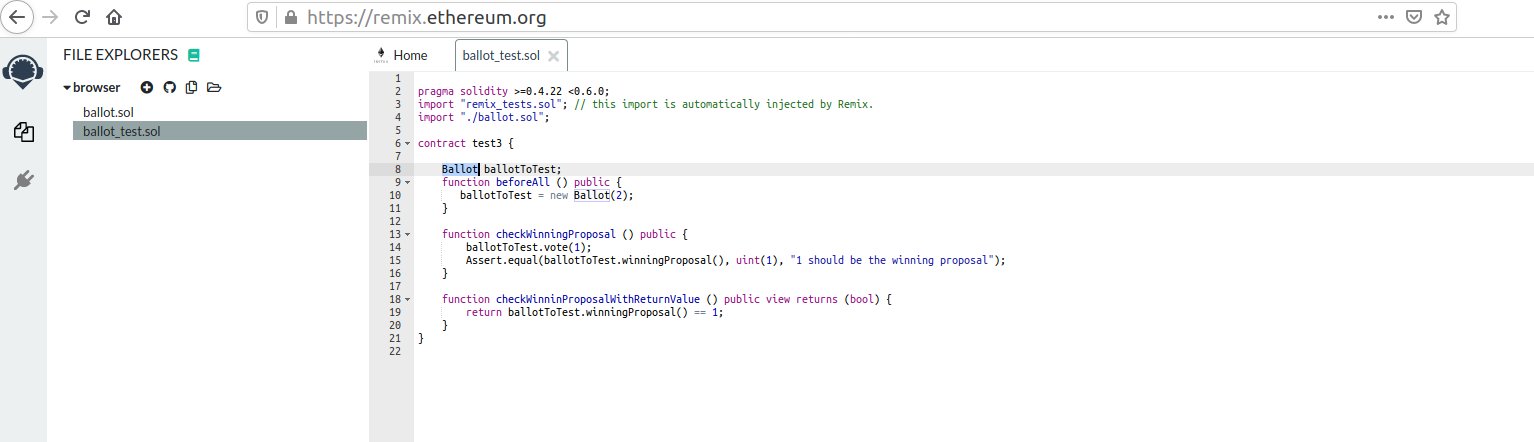 https://remix.ethereum.org
FILE EXPLORERS
browser
ballot.sol
ballot_test.sol
Home
ballot_test.sol
1
2 pragma solidity >=0.4.22 <0.6.0;
3 import "remix_tests.sol"; // this import is automatically injected by Remix.
4 import "./ballot.sol";
5
6 contract test3 {
7
8 Ballot ballotToTest;
9 function beforeAll () public {
10 ballotToTest = new Ballot(2);
11 }
12
13 function checkWinningProposal () public {
14 ballotToTest.vote(1);
15 Assert.equal(ballotToTest.winningProposal(), uint(1), "1 should be the winning proposal");
16 }
17
18 function checkWinninProposalWithReturnValue () public view returns (bool) {
19 return ballotToTest.winningProposal() == 1;
20 }
21 }
22